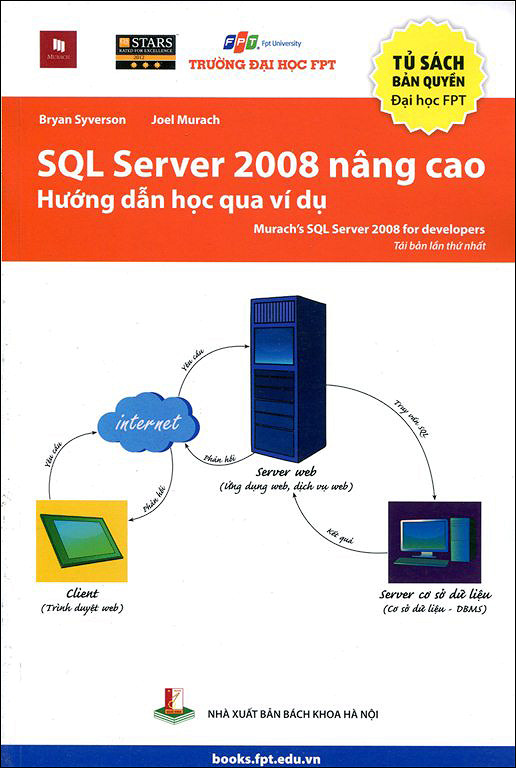 MURACH
STARS
RATED FOR EXCELLENCE
2012
FPT Fpt University
TRƯỜNG ĐẠI HỌC FPT
TỦ SÁCH
BẢN QUYỀN
Đại học FPT
Bryan Syverson Joel Murach
SQL Server 2008 nâng cao
Hướng dẫn học qua ví dụ
Murach's SQL Server 2008 for developers
Tái bản lần thứ nhất
Yêu cầu
internet
Truy vấn SQL
Yêu cầu
Phản hồi
Phản hồi
Server web
(Ứng dụng web, dịch vụ web)
Kết quả
Client
(Trình duyệt web)
Server cơ sở dữ liệu
(Cơ sở dữ liệu - DBMS)
NHÀ XUẤT BẢN BÁCH KHOA HÀ NỘI
books.fpt.edu.vn